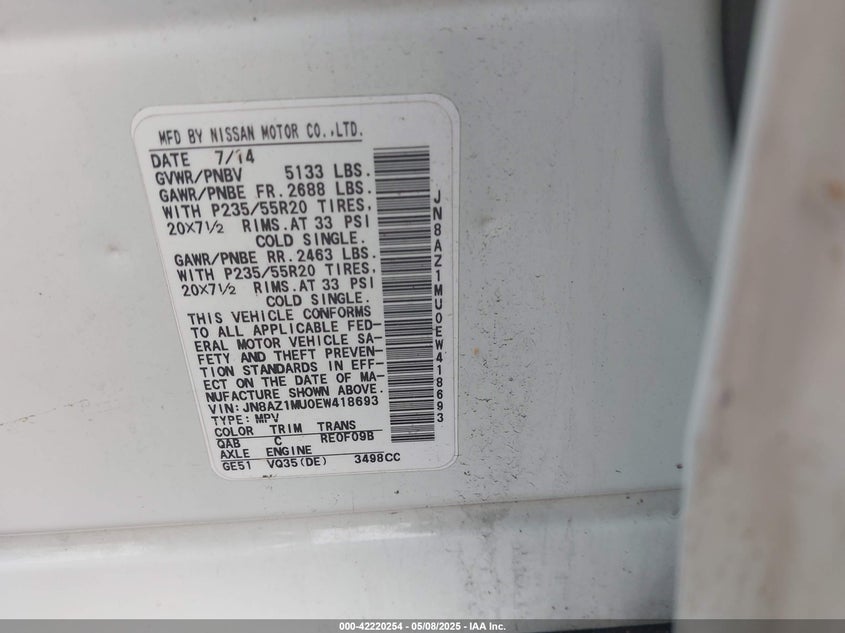 MFD BY NISSAN MOTOR CO.,LTD.
DATE 7/14
GVWR/PNBV 5133 LBS.
GAWR/PNBE FR. 2688 LBS.
WITH P235/55R20 TIRES,
20X7 1/2 RIMS. AT 33 PSI
COLD SINGLE.
GAWR/PNBE RR. 2463 LBS.
WITH P235/55R20 TIRES,
20X7 1/2 RIMS. AT 33 PSI
COLD SINGLE.
THIS VEHICLE CONFORMS
TO ALL APPLICABLE FED-
ERAL MOTOR VEHICLE SA-
FETY AND THEFT PREVEN-
TION STANDARDS IN EFF-
ECT ON THE DATE OF MA-
NUFACTURE SHOWN ABOVE.
VIN: JN8AZ1MU0EW418693
TYPE: MPV
COLOR TRIM TRANS
QAB C RE0F09B
AXLE ENGINE
GE51 VQ35(DE) 3498CC
JN8AZ1MU0EW418693
000-42220254 - 05/08/2025 - IAA Inc.